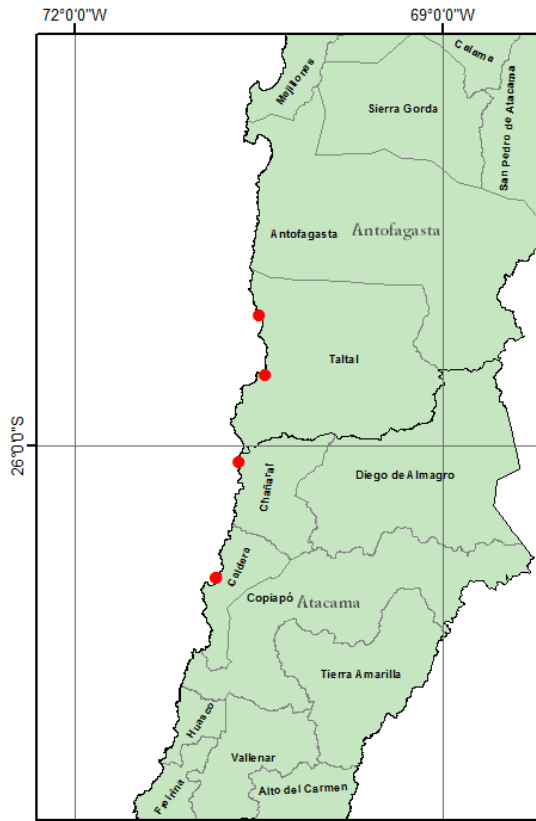 72°0'0"W
69°0'0"W
Calama
Mejillones
Sierra Gorda
San pedro de Atacama
Antofagasta
Antofagasta
Taltal
26°0'0"S
Diego de Almagro
Chañaral
Caldera
Copiapó
Atacama
Tierra Amarilla
Huasco
Vallenar
Freirina
Alto del Carmen